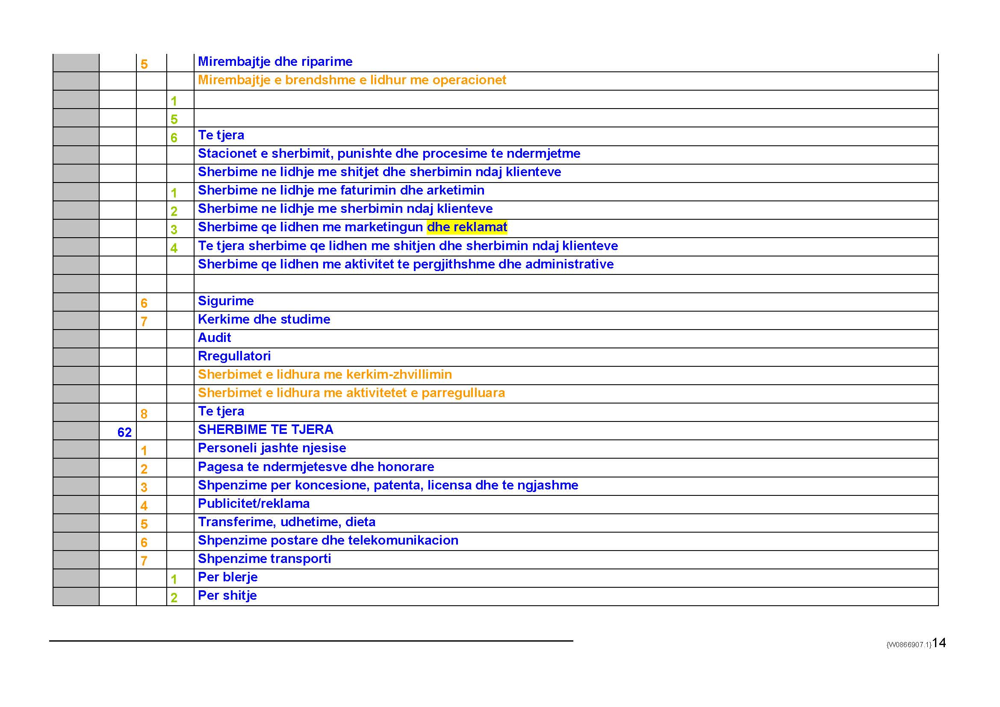 5 Mirembajtje dhe riparime
Mirembajtje e brendshme e lidhur me operacionet
1
5
6 Te tjera
Stacionet e sherbimit, punishte dhe procesime te ndermjetme
Sherbime ne lidhje me shitjet dhe sherbimin ndaj klienteve
1 Sherbime ne lidhje me faturimin dhe arketimin
2 Sherbime ne lidhje me sherbimin ndaj klienteve
3 Sherbime qe lidhen me marketingun dhe reklamat
4 Te tjera sherbime qe lidhen me shitjen dhe sherbimin ndaj klienteve
Sherbime qe lidhen me aktivitet te pergjithshme dhe administrative
6 Sigurime
7 Kerkime dhe studime
Audit
Rregullatori
Sherbimet e lidhura me kerkim-zhvillimin
Sherbimet e lidhura me aktivitetet e parregulluara
8 Te tjera
62 SHERBIME TE TJERA
1 Personeli jashte njesise
2 Pagesa te ndermjetesve dhe honorare
3 Shpenzime per koncesione, patenta, licensa dhe te ngjashme
4 Publicitet/reklama
5 Transferime, udhetime, dieta
6 Shpenzime postare dhe telekomunikacion
7 Shpenzime transporti
1 Per blerje
2 Per shitje
{W0866907.1}14